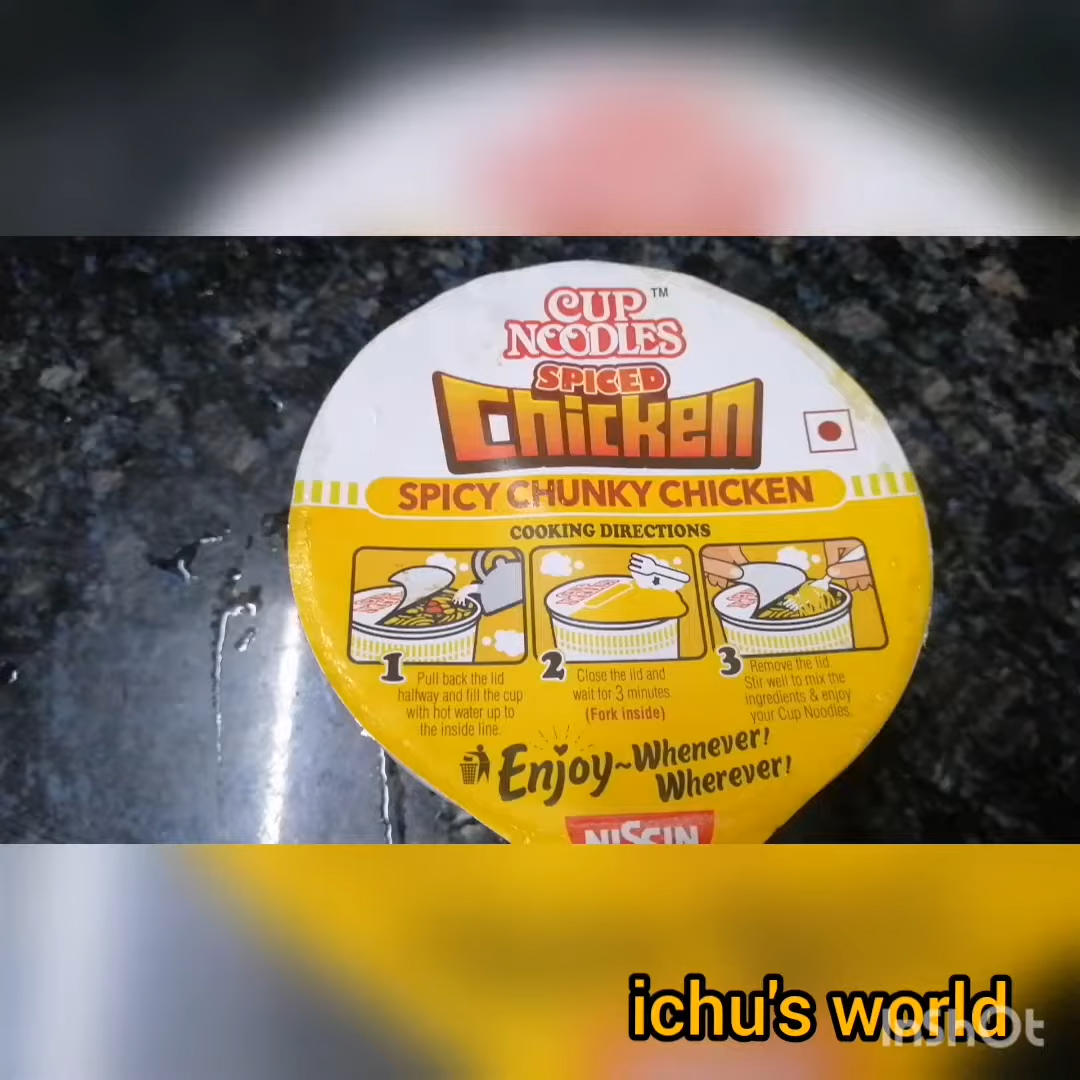 CUP TM
NOODLES
SPICED
Chicken
SPICY CHUNKY CHICKEN
COOKING DIRECTIONS
1 Pull back the lid
halfway and fill the cup
with hot water up to
the inside line.
2 Close the lid and
wait for 3 minutes
(Fork inside)
3 Remove the lid.
Stir well to mix the
ingredients & enjoy
your Cup Noodles.
Enjoy~Whenever!
Wherever!
NISSIN
ichu's world
InShOt